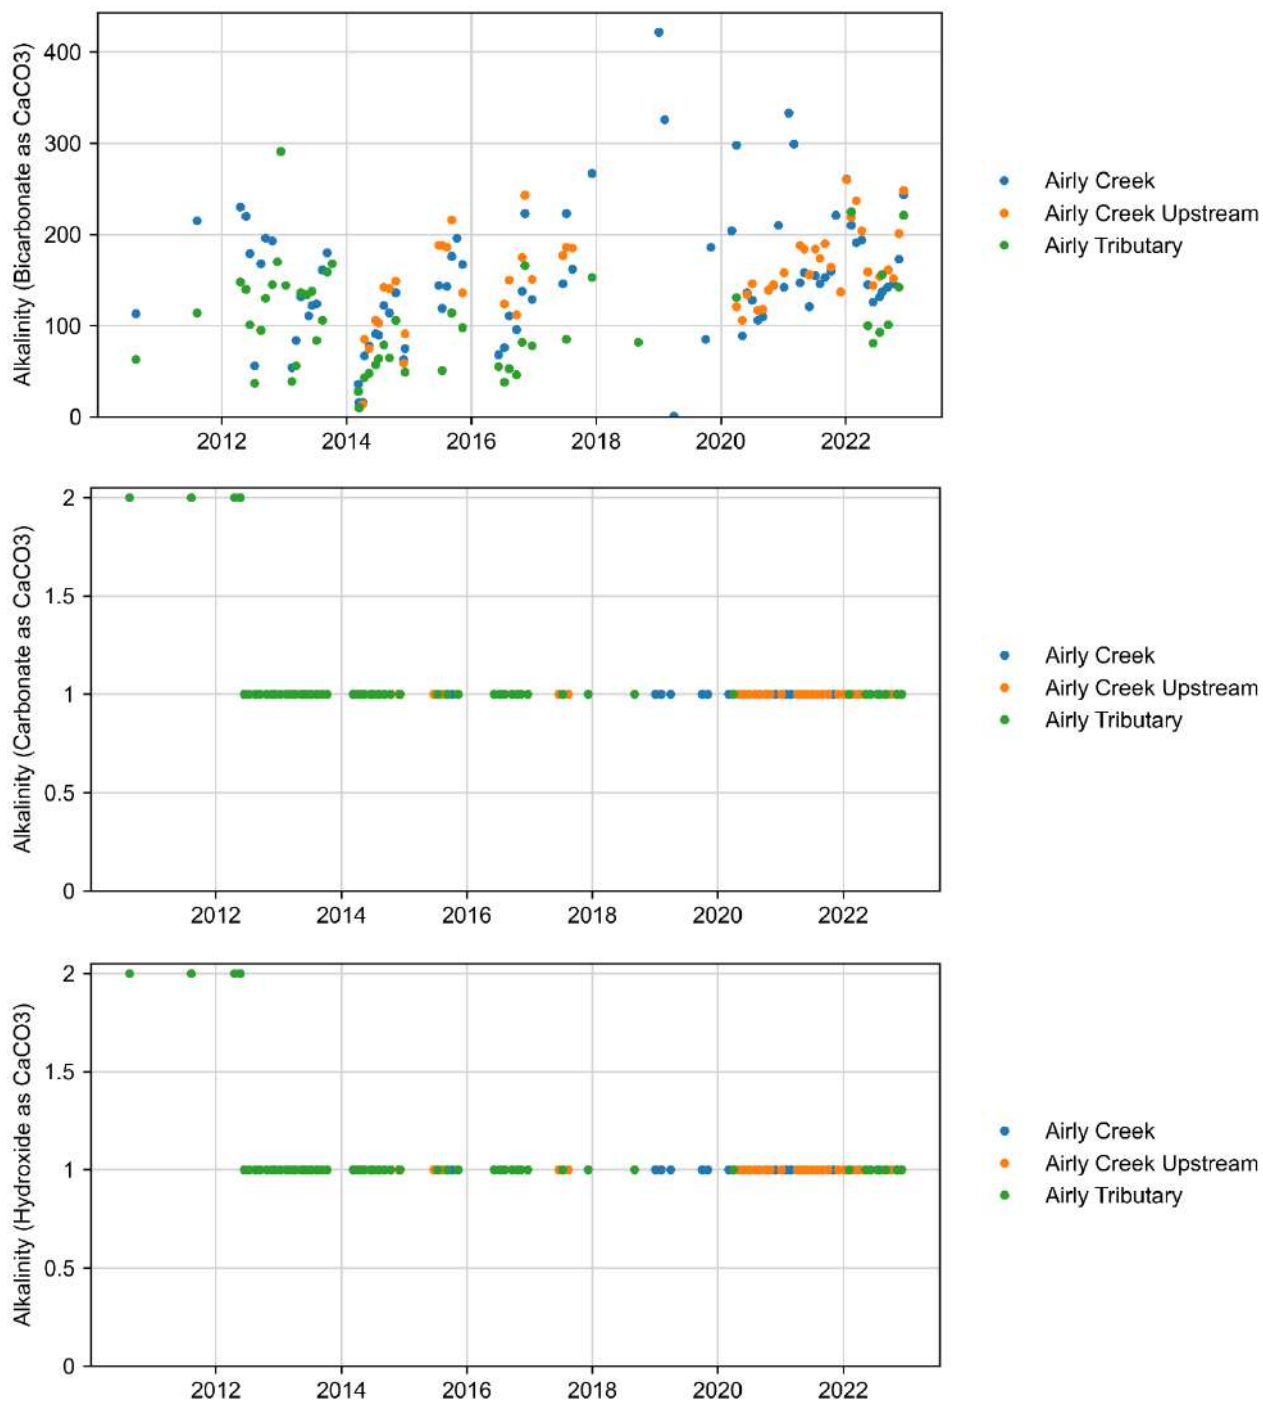 Alkalinity (Bicarbonate as CaCO3)
400
300
200
100
0
2012 2014 2016 2018 2020 2022
Airly Creek
Airly Creek Upstream
Airly Tributary
Alkalinity (Carbonate as CaCO3)
2
1.5
1
0.5
0
2012 2014 2016 2018 2020 2022
Airly Creek
Airly Creek Upstream
Airly Tributary
Alkalinity (Hydroxide as CaCO3)
2
1.5
1
0.5
0
2012 2014 2016 2018 2020 2022
Airly Creek
Airly Creek Upstream
Airly Tributary